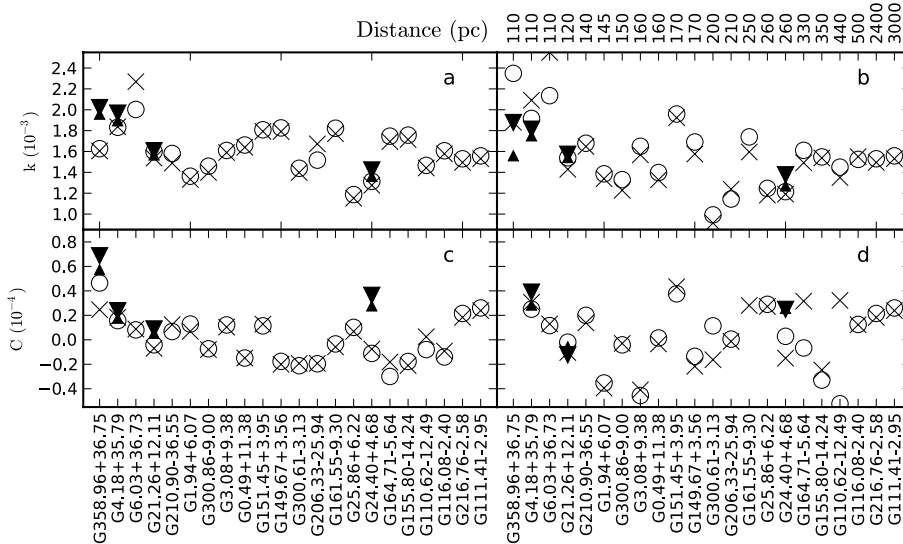 Distance (pc)
110
110
110
120
140
145
150
160
160
170
170
200
210
250
260
260
330
350
440
500
2400
3000
k (10⁻³)
2.4
2.2
2.0
1.8
1.6
1.4
1.2
1.0
a
b
C (10⁻⁴)
0.8
0.6
0.4
0.2
0.0
−0.2
−0.4
c
d
G358.96+36.75
G4.18+35.79
G6.03+36.73
G21.26+12.11
G210.90-36.55
G1.94+6.07
G300.86-9.00
G3.08+9.38
G0.49+11.38
G151.45+3.95
G149.67+3.56
G300.61-3.13
G206.33-25.94
G161.55-9.30
G25.86+6.22
G24.40+4.68
G164.71-5.64
G155.80-14.24
G110.62-12.49
G116.08-2.40
G216.76-2.58
G111.41-2.95
G358.96+36.75
G4.18+35.79
G6.03+36.73
G21.26+12.11
G210.90-36.55
G1.94+6.07
G300.86-9.00
G3.08+9.38
G0.49+11.38
G151.45+3.95
G149.67+3.56
G300.61-3.13
G206.33-25.94
G161.55-9.30
G25.86+6.22
G24.40+4.68
G164.71-5.64
G155.80-14.24
G110.62-12.49
G116.08-2.40
G216.76-2.58
G111.41-2.95